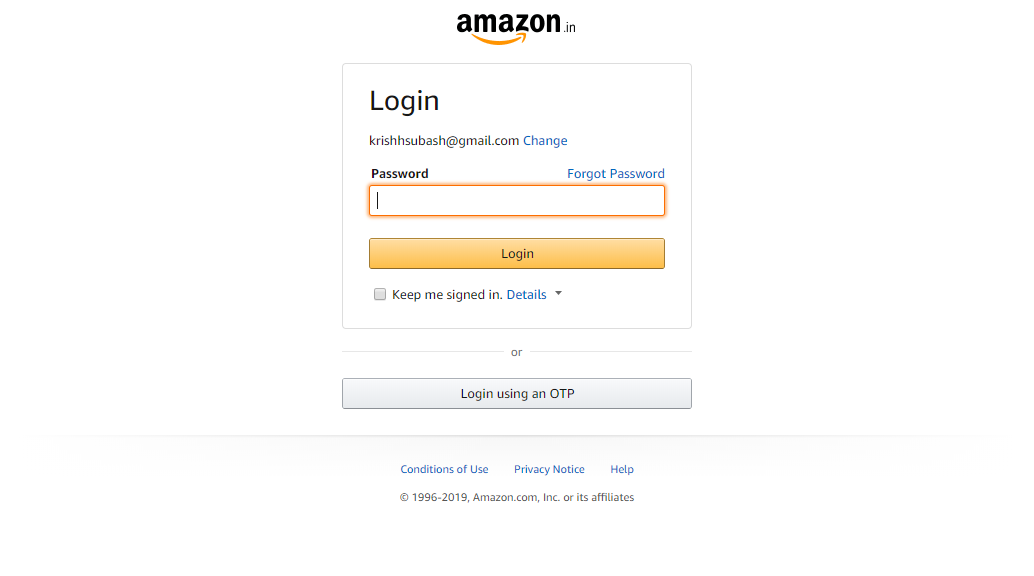 amazon.in
Login
krishhsubash@gmail.com Change
Password Forgot Password
Login
Keep me signed in. Details
or
Login using an OTP
Conditions of Use Privacy Notice Help
© 1996-2019, Amazon.com, Inc. or its affiliates